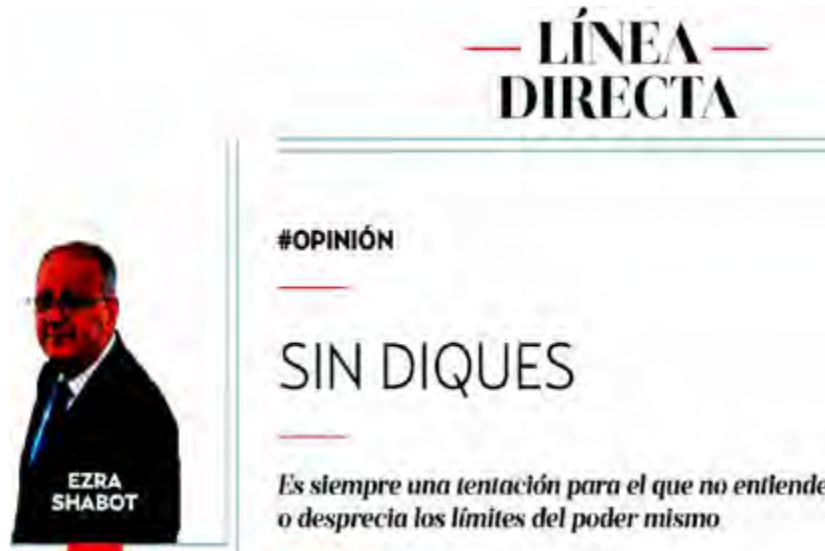 LÍNEA
DIRECTA
#OPINIÓN
SIN DIQUES
Es siempre una tentación para el que no entiende
o desprecia los límites del poder mismo
EZRA
SHABOT